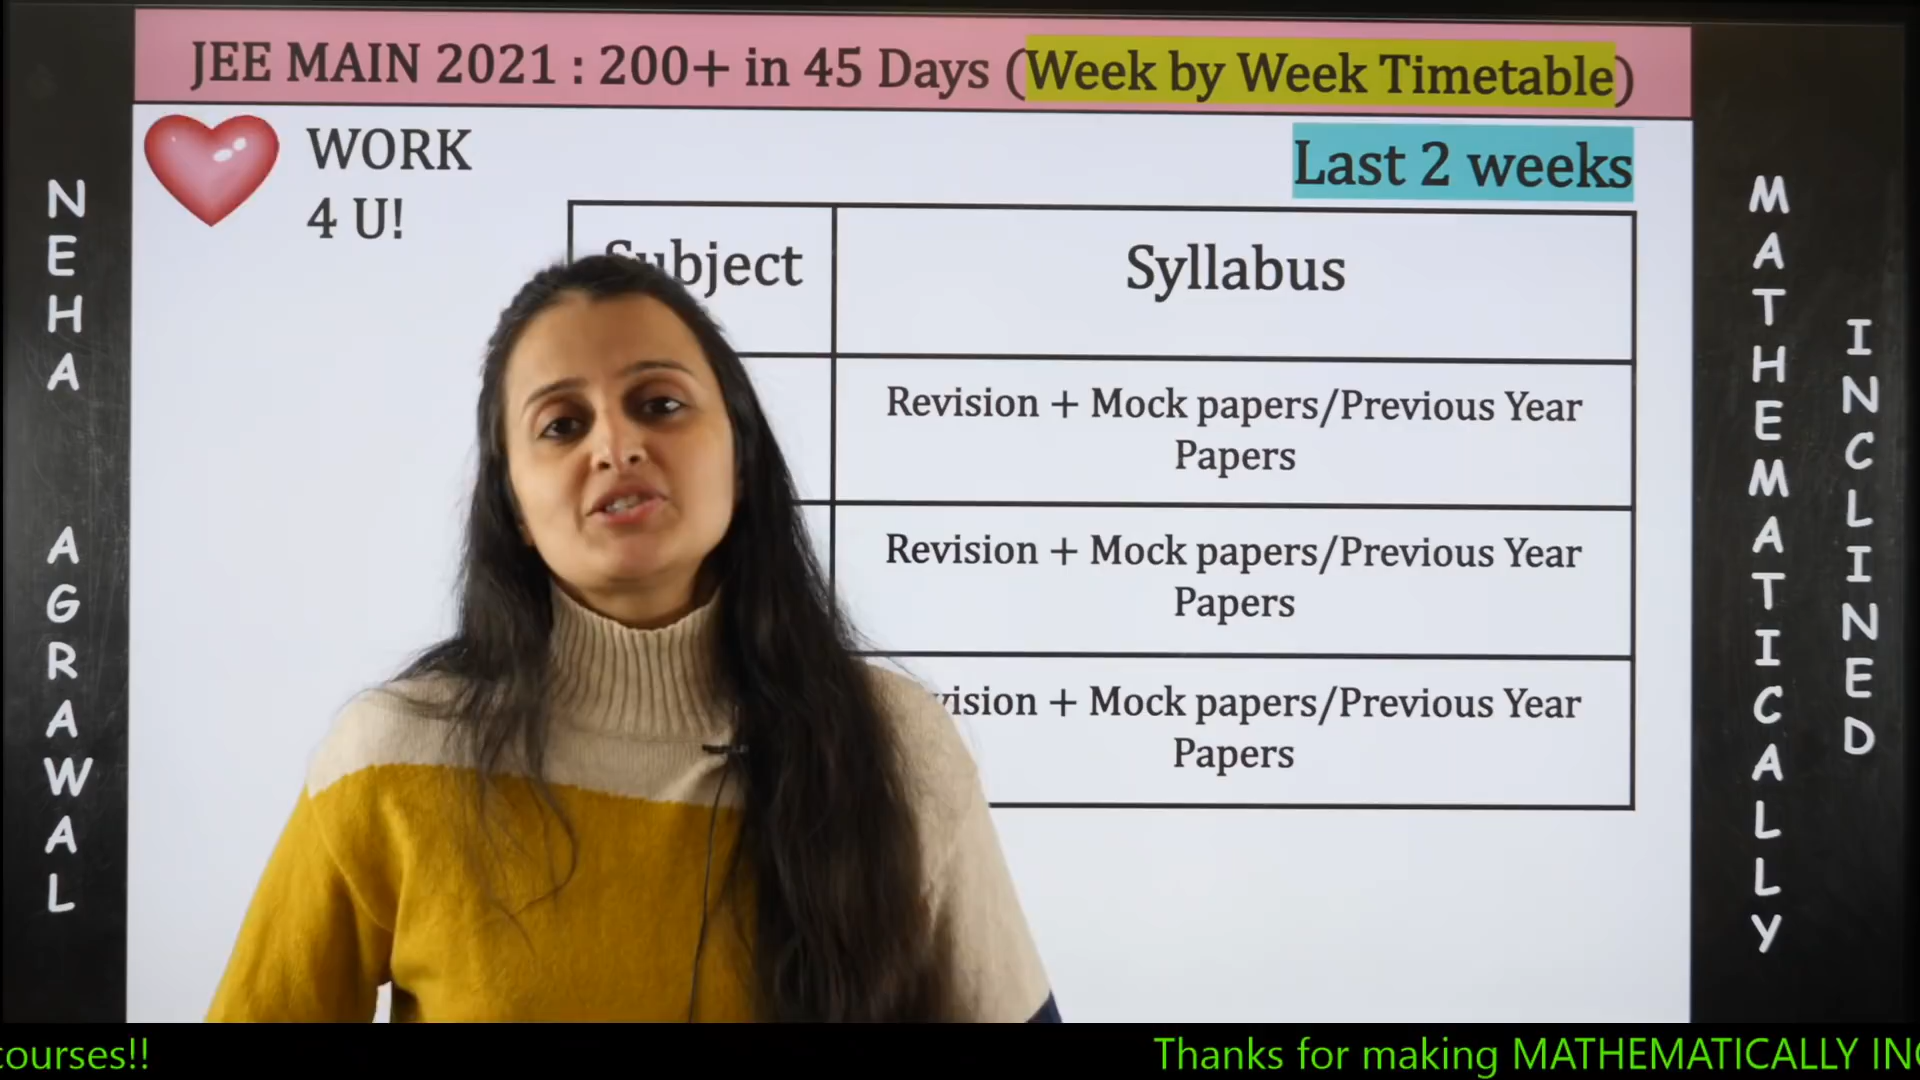 JEE MAIN 2021 : 200+ in 45 Days (Week by Week Timetable)
WORK
4 U!
Last 2 weeks
Subject
Syllabus
Revision + Mock papers/Previous Year
Papers
Revision + Mock papers/Previous Year
Papers
+ Mock papers/Previous Year
Papers
NEHA AGRAWAL
MATHEMATICALLY
INCLINED
courses!!
Thanks for making MATHEMATICALLY